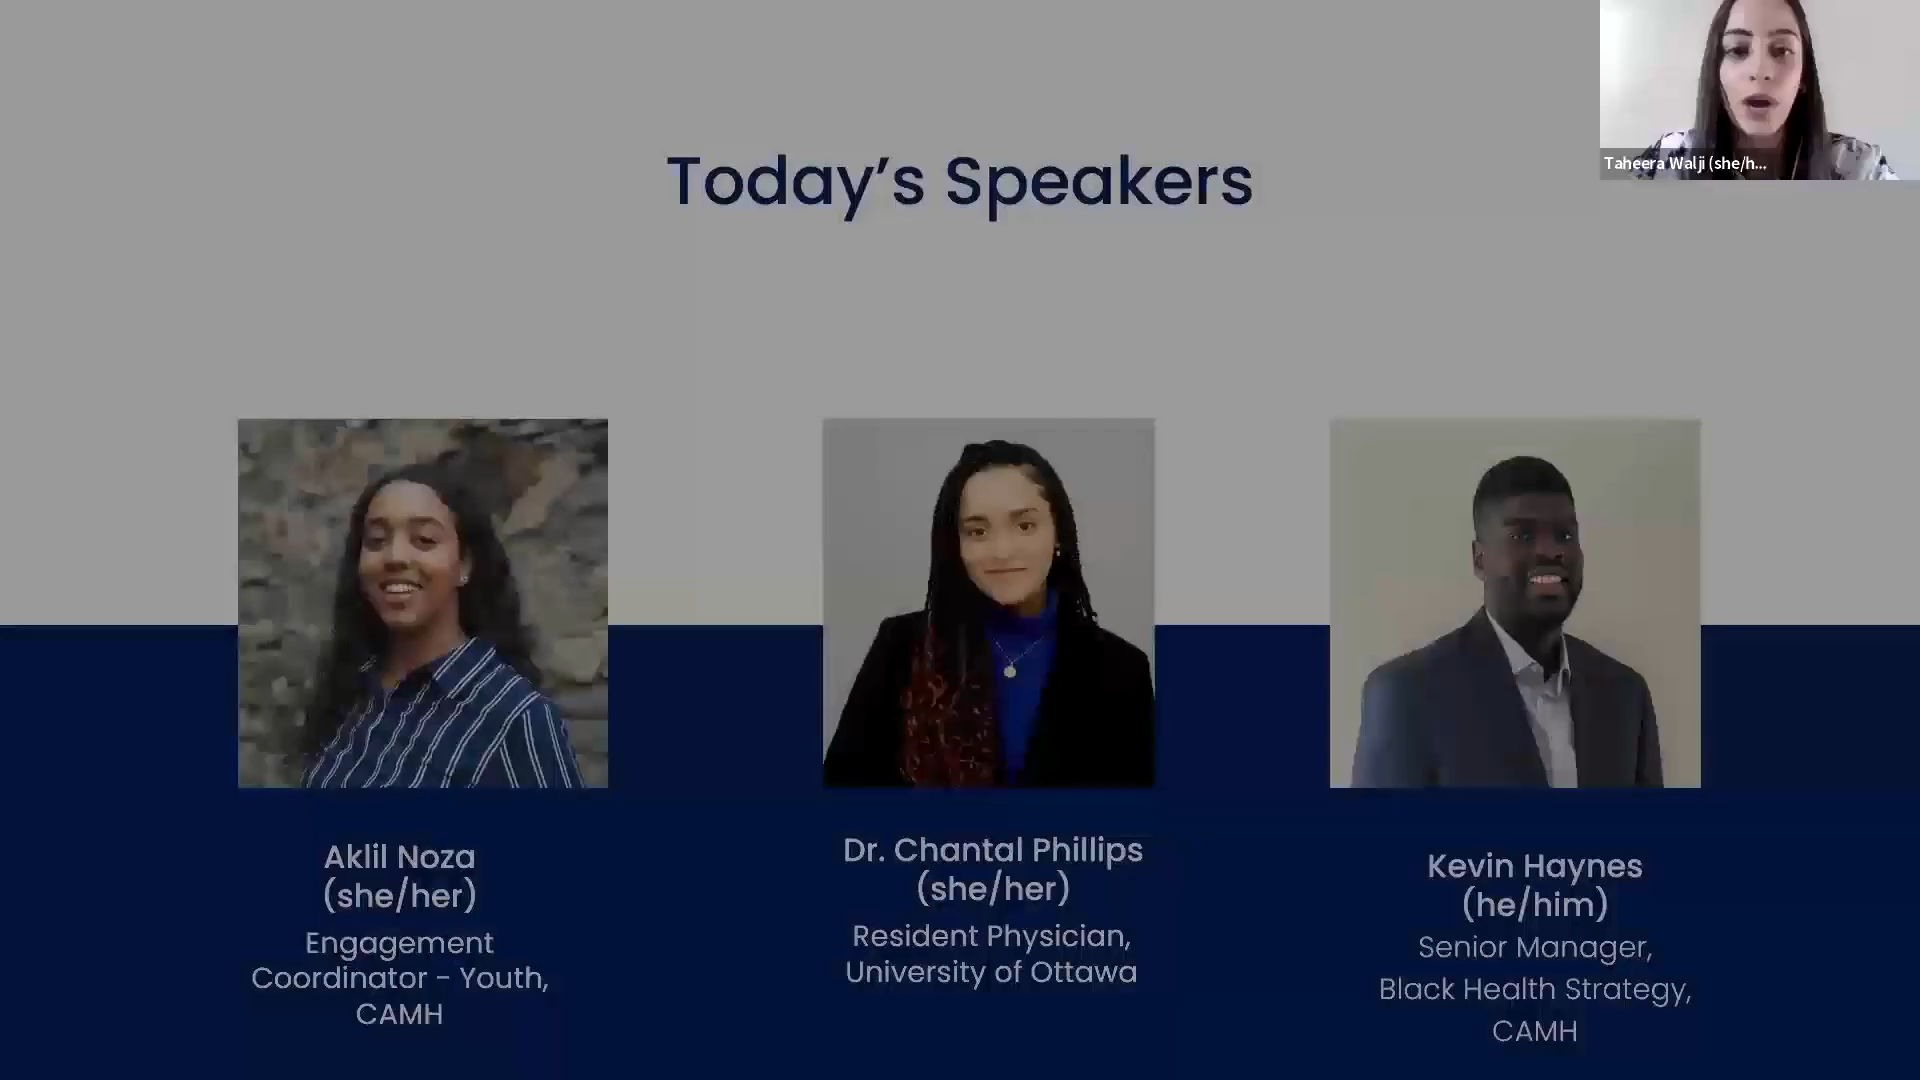 Today's Speakers
Taheera Walji (she/h...
Aklil Noza
(she/her)
Engagement
Coordinator - Youth,
CAMH
Dr. Chantal Phillips
(she/her)
Resident Physician,
University of Ottawa
Kevin Haynes
(he/him)
Senior Manager,
Black Health Strategy,
CAMH